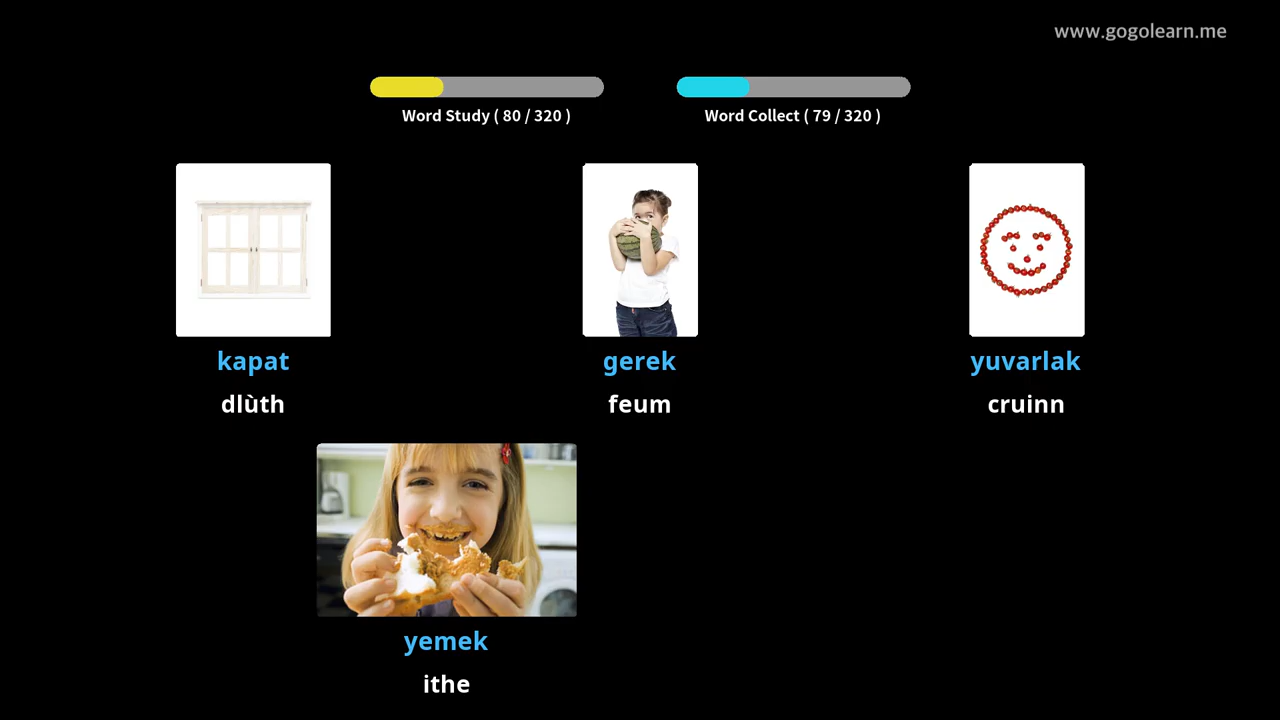 www.gogolearn.me
Word Study ( 80 / 320 )
Word Collect ( 79 / 320 )
kapat
dlùth
gerek
feum
yuvarlak
cruinn
yemek
ithe